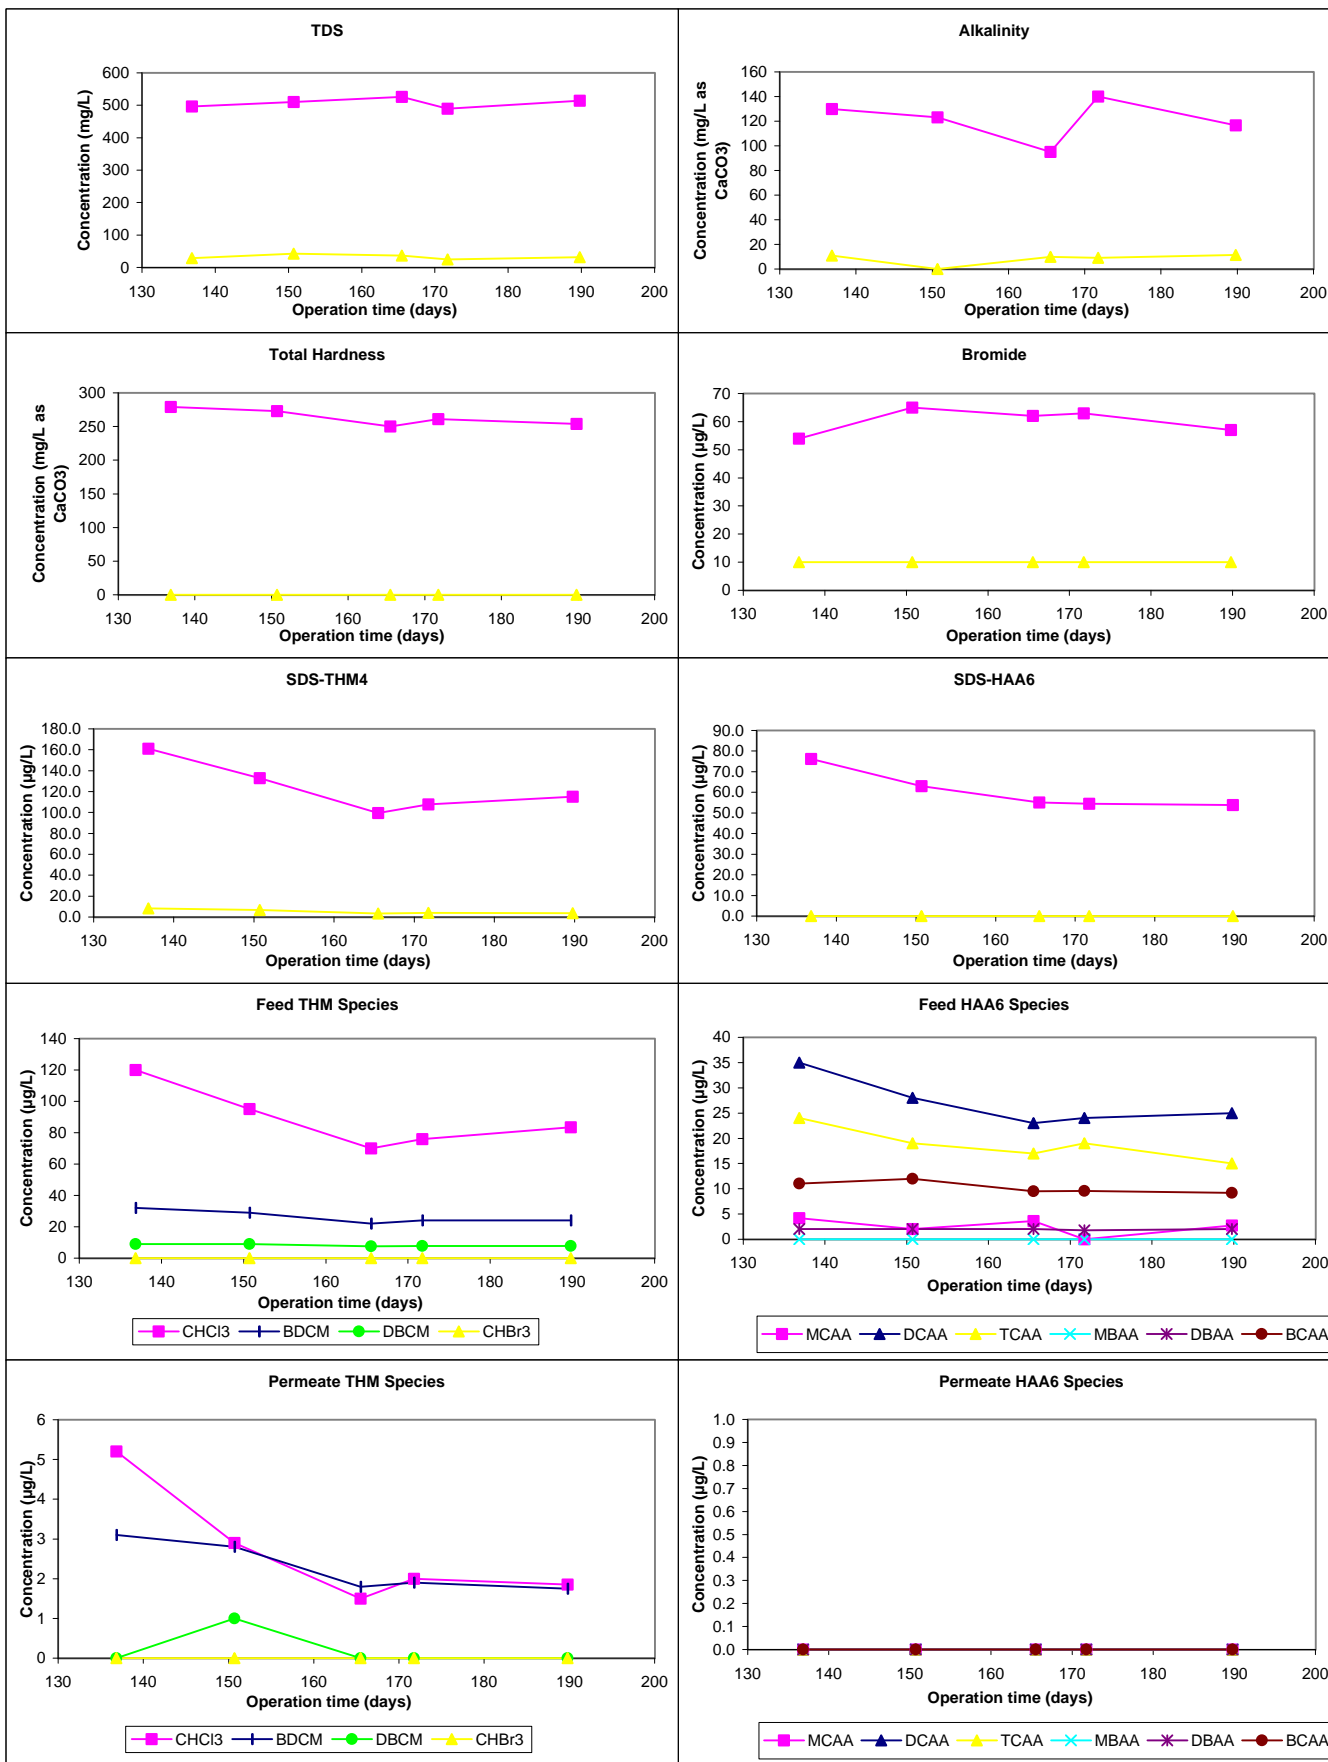 TDS
Concentration (mg/L)
600
500
400
300
200
100
0
130 140 150 160 170 180 190 200
Operation time (days)
Alkalinity
Concentration (mg/L as
CaCO3)
160
140
120
100
80
60
40
20
0
130 140 150 160 170 180 190 200
Operation time (days)
Total Hardness
Concentration (mg/L as
CaCO3)
300
250
200
150
100
50
0
130 140 150 160 170 180 190 200
Operation time (days)
Bromide
Concentration (µg/L)
70
60
50
40
30
20
10
0
130 140 150 160 170 180 190 200
Operation time (days)
SDS-THM4
Concentration (µg/L)
180.0
160.0
140.0
120.0
100.0
80.0
60.0
40.0
20.0
0.0
130 140 150 160 170 180 190 200
Operation time (days)
SDS-HAA6
Concentration (µg/L)
90.0
80.0
70.0
60.0
50.0
40.0
30.0
20.0
10.0
0.0
130 140 150 160 170 180 190 200
Operation time (days)
Feed THM Species
Concentration (µg/L)
140
120
100
80
60
40
20
0
130 140 150 160 170 180 190 200
Operation time (days)
CHCl3 BDCM DBCM CHBr3
Feed HAA6 Species
Concentration (µg/L)
40
35
30
25
20
15
10
5
0
130 140 150 160 170 180 190 200
Operation time (days)
MCAA DCAA TCAA MBAA DBAA BCAA
Permeate THM Species
Concentration (µg/L)
6
5
4
3
2
1
0
130 140 150 160 170 180 190 200
Operation time (days)
CHCl3 BDCM DBCM CHBr3
Permeate HAA6 Species
Concentration (µg/L)
1.0
0.9
0.8
0.7
0.6
0.5
0.4
0.3
0.2
0.1
0.0
130 140 150 160 170 180 190 200
Operation time (days)
MCAA DCAA TCAA MBAA DBAA BCAA